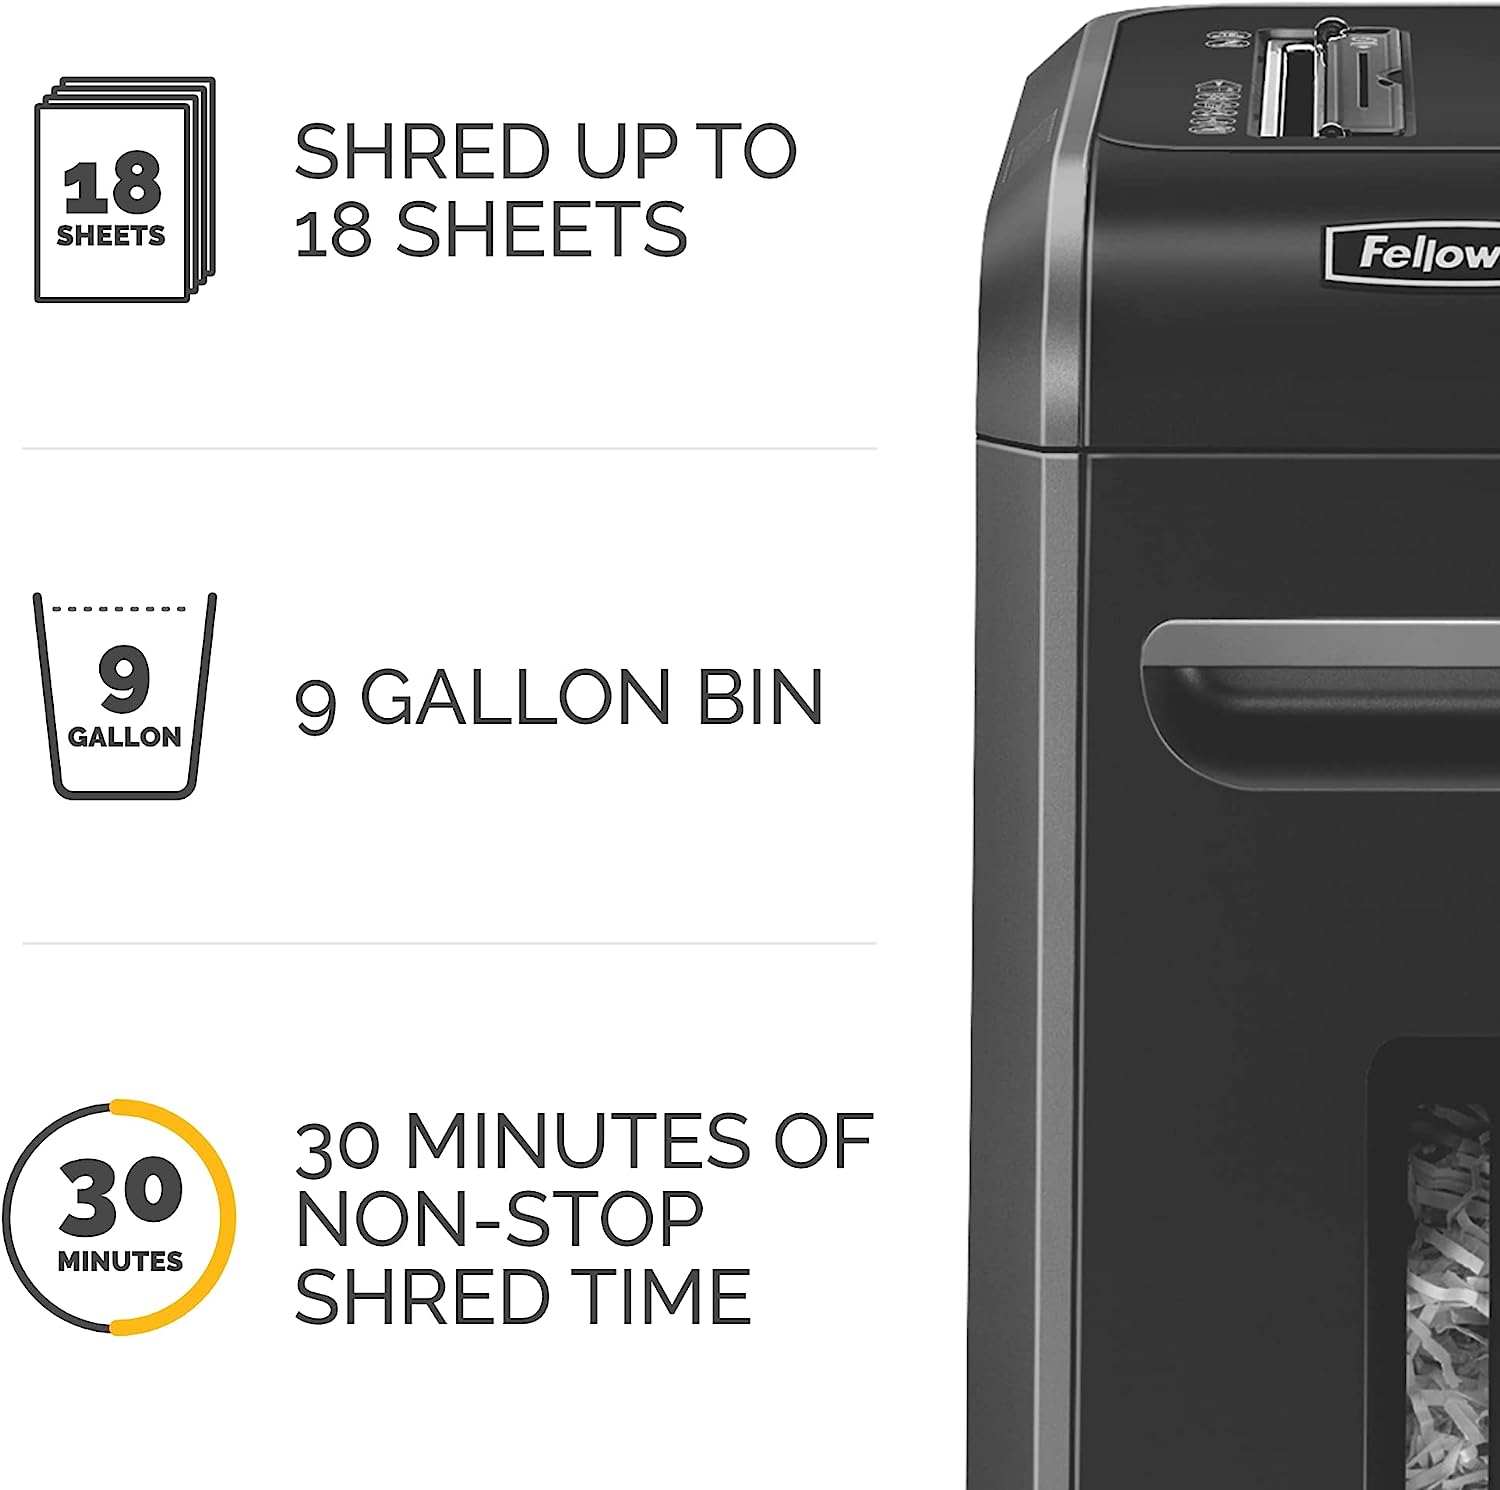 18
SHEETS
SHRED UP TO
18 SHEETS
Fellow
9
GALLON
9 GALLON BIN
30
MINUTES
30 MINUTES OF
NON-STOP
SHRED TIME